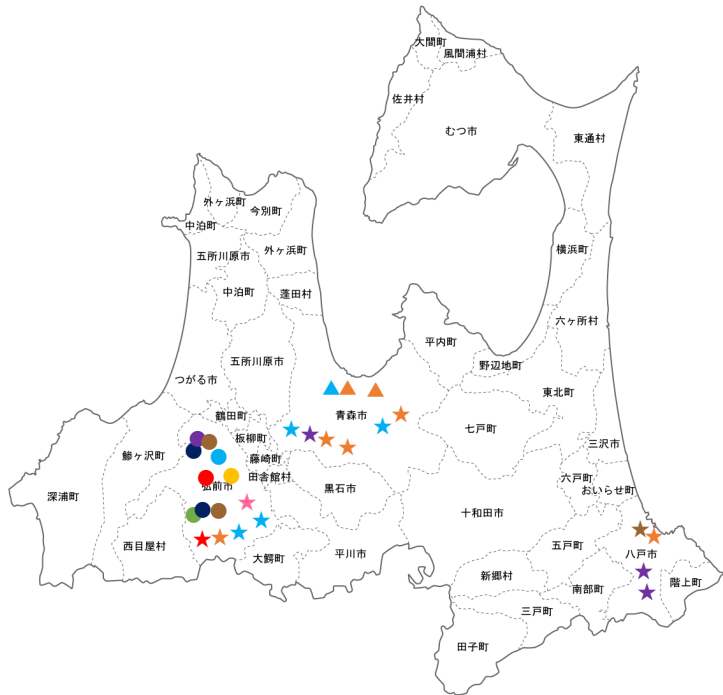 大間町
風間浦村
佐井村
むつ市
東通村
外ヶ浜町
今別町
中泊町
五所川原市
外ヶ浜町
横浜町
中泊町
蓬田村
六ヶ所村
平内町
野辺地町
五所川原市
つがる市
東北町
鶴田町
青森市
七戸町
板柳町
三沢市
鰺ヶ沢町
藤崎町
田舎館村
六戸町
弘前市
黒石市
おいらせ町
深浦町
十和田市
西目屋村
大鰐町
平川市
五戸町
八戸市
新郷村
南部町
階上町
三戸町
田子町